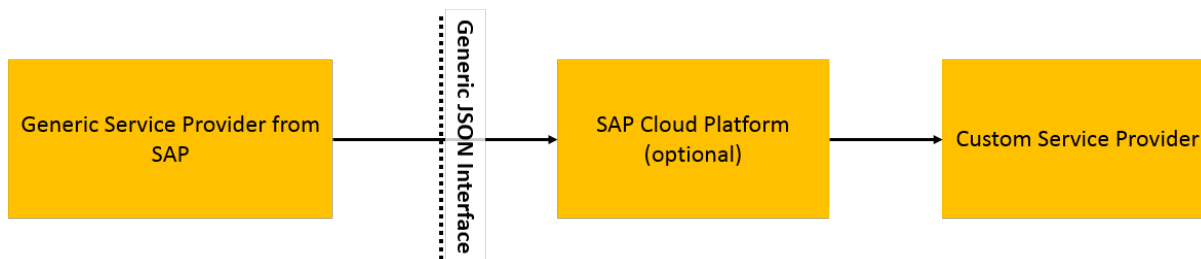 Generic Service Provider from
SAP
Generic JSON Interface
SAP Cloud Platform
(optional)
Custom Service Provider